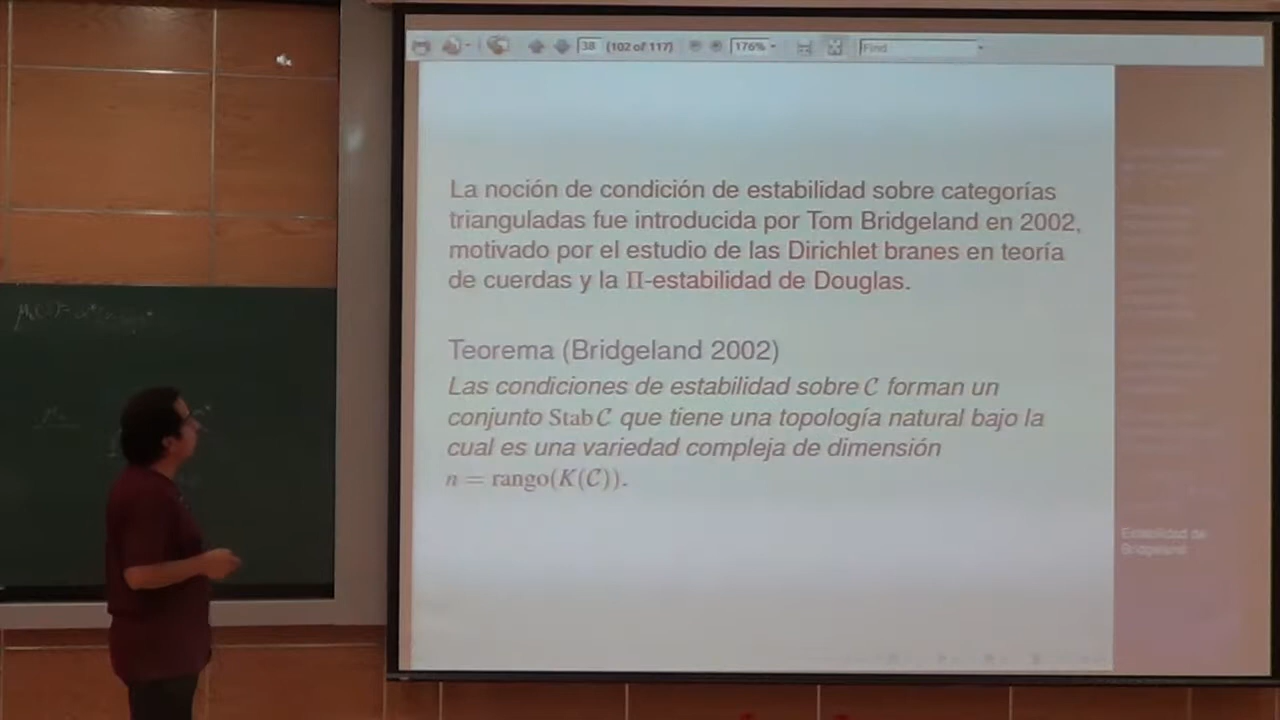 38 (102 of 117) 176% Find
La noción de condición de estabilidad sobre categorías
trianguladas fue introducida por Tom Bridgeland en 2002,
motivado por el estudio de las Dirichlet branes en teoría
de cuerdas y la Π-estabilidad de Douglas.
Teorema (Bridgeland 2002)
Las condiciones de estabilidad sobre C forman un
conjunto Stab C que tiene una topología natural bajo la
cual es una variedad compleja de dimensión
n = rango(K(C)).
Estabilidad de
Bridgeland